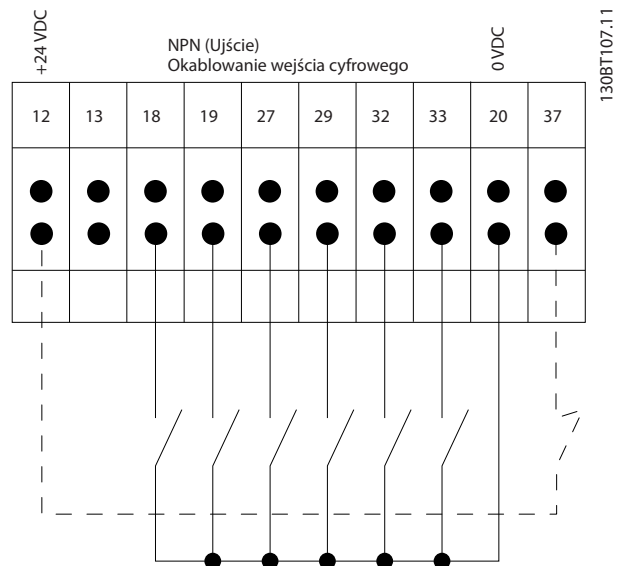 +24 VDC
NPN (Ujście)
Okablowanie wejścia cyfrowego
0 VDC
130BT107.11
12 13 18 19 27 29 32 33 20 37